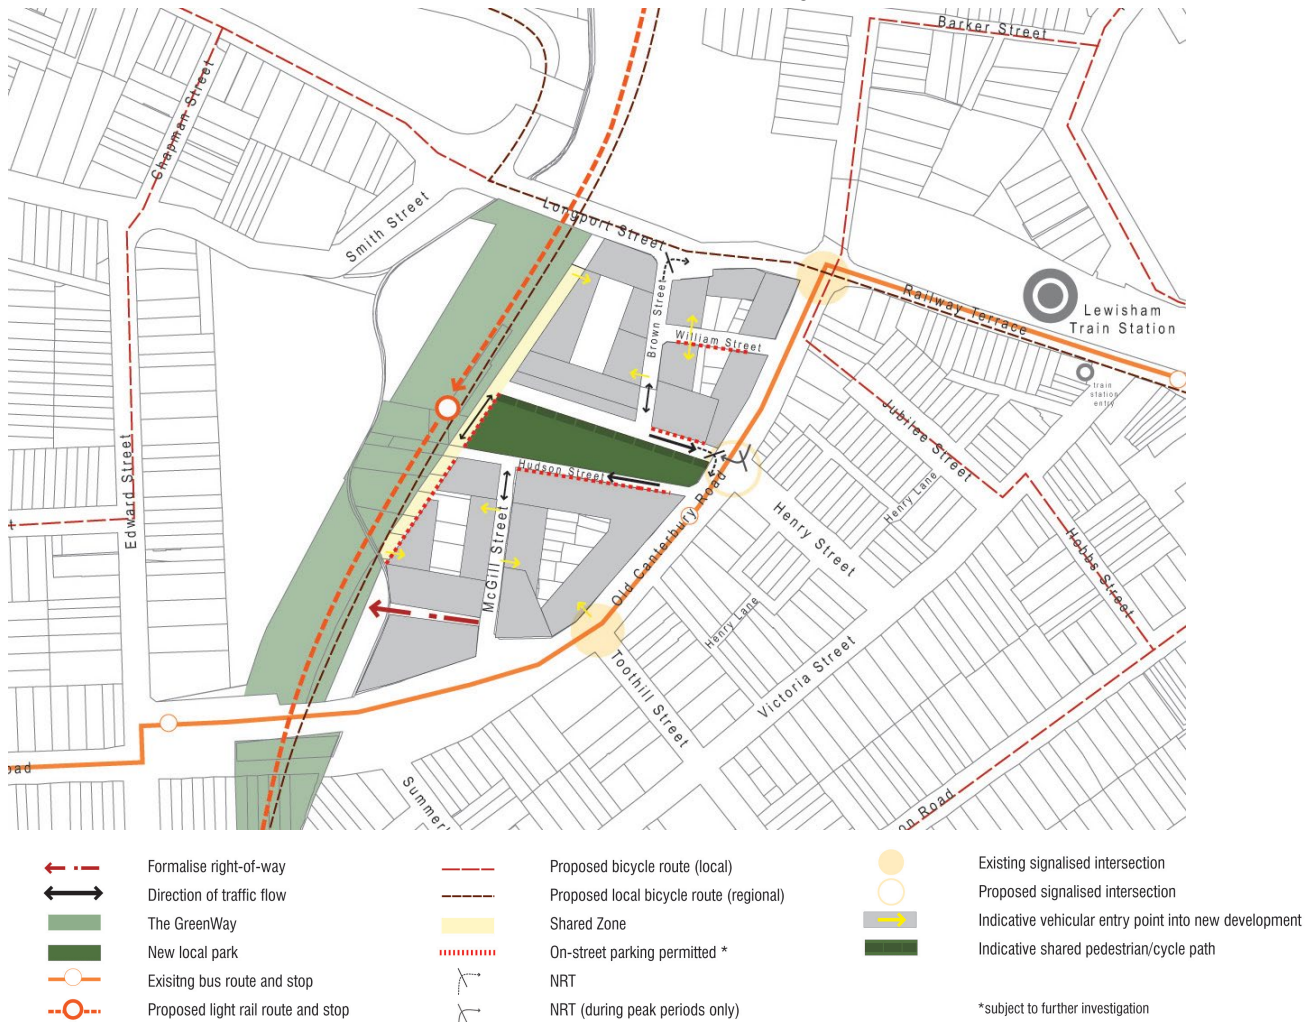 Barker Street
Chapman Street
Smith Street
Longport Street
Railway Terrace
Lewisham
Train Station
Brown Street
William Street
train
station
entry
Jubilee Street
Edward Street
Hudson Street
Henry Lane
Henry Street
McGill Street
Old Canterbury Road
Hobbs Street
Henry Lane
Victoria Street
Toothill Street
oad
Summer
on Road
Formalise right-of-way
Direction of traffic flow
The GreenWay
New local park
Exisitng bus route and stop
Proposed light rail route and stop
Proposed bicycle route (local)
Proposed local bicycle route (regional)
Shared Zone
On-street parking permitted *
NRT
NRT (during peak periods only)
Existing signalised intersection
Proposed signalised intersection
Indicative vehicular entry point into new development
Indicative shared pedestrian/cycle path
*subject to further investigation